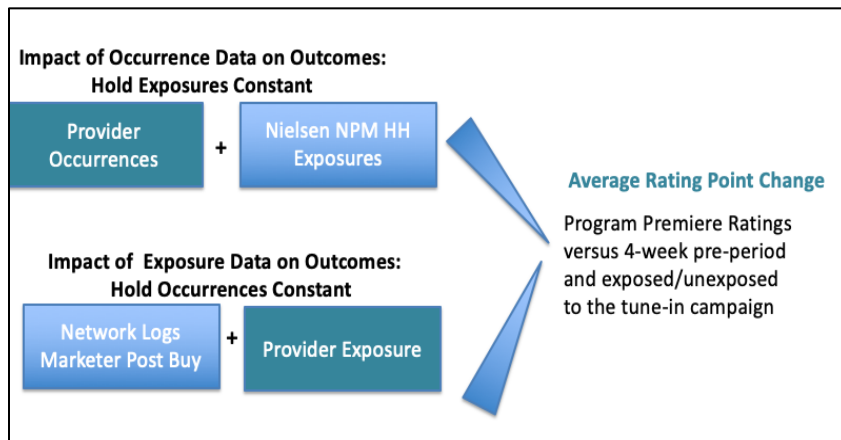 Impact of Occurrence Data on Outcomes:
Hold Exposures Constant
Provider
Occurrences
+
Nielsen NPM HH
Exposures
Impact of Exposure Data on Outcomes:
Hold Occurrences Constant
Network Logs
Marketer Post Buy
+
Provider Exposure
Average Rating Point Change
Program Premiere Ratings
versus 4-week pre-period
and exposed/unexposed
to the tune-in campaign